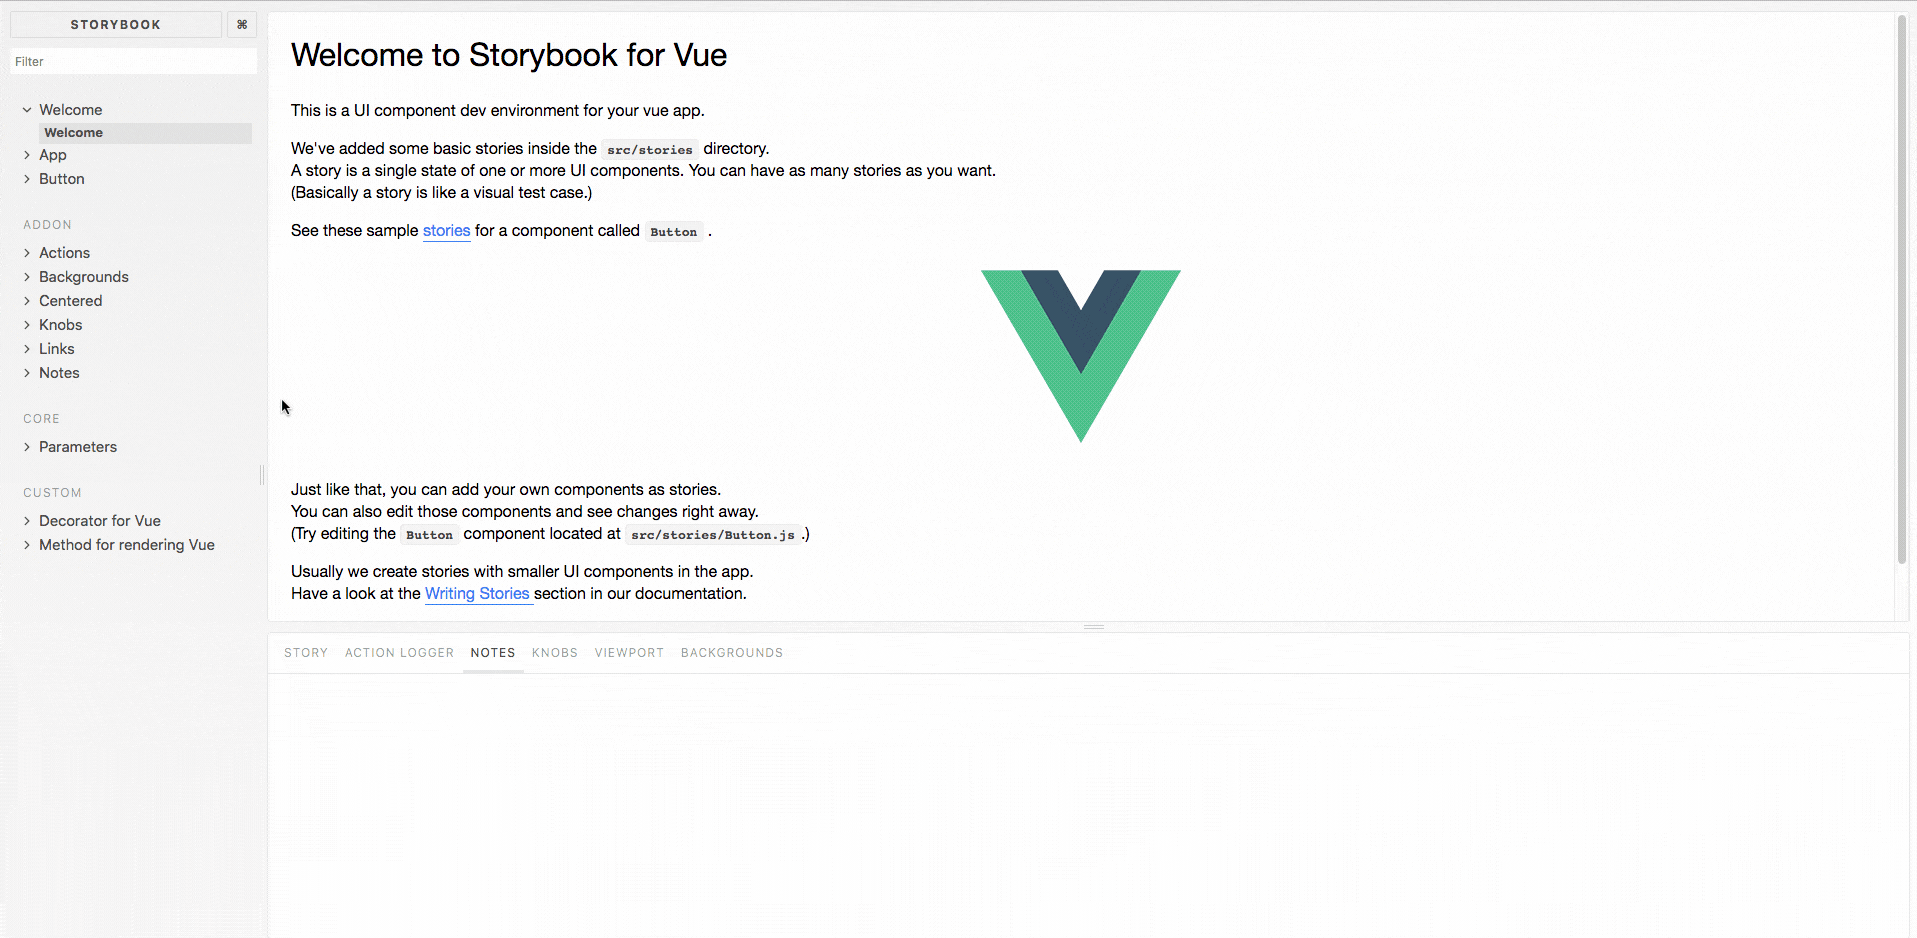 STORYBOOK
⌘
Filter
Welcome
Welcome
App
Button
ADDON
Actions
Backgrounds
Centered
Knobs
Links
Notes
CORE
Parameters
CUSTOM
Decorator for Vue
Method for rendering Vue
Welcome to Storybook for Vue
This is a UI component dev environment for your vue app.
We've added some basic stories inside the src/stories directory.
A story is a single state of one or more UI components. You can have as many stories as you want.
(Basically a story is like a visual test case.)
See these sample stories for a component called Button .
Just like that, you can add your own components as stories.
You can also edit those components and see changes right away.
(Try editing the Button component located at src/stories/Button.js.)
Usually we create stories with smaller UI components in the app.
Have a look at the Writing Stories section in our documentation.
STORY ACTION LOGGER NOTES KNOBS VIEWPORT BACKGROUNDS